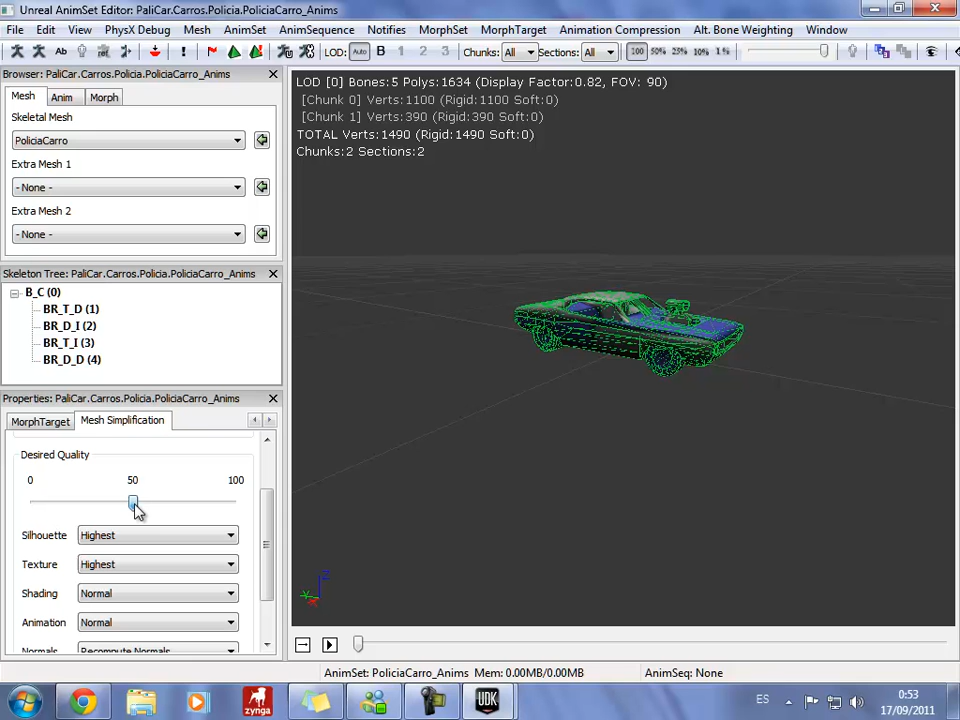 Unreal AnimSet Editor: PaliCar.Carros.Policia.PoliciaCarro_Anims
File Edit View PhysX Debug Mesh AnimSet AnimSequence Notifies MorphSet MorphTarget Animation Compression Alt. Bone Weighting Window
Ab REF LOD: Auto B 1 2 3 Chunks: All Sections: All 100 50% 25% 10% 1%
Browser: PaliCar.Carros.Policia.PoliciaCarro_Anims
Mesh Anim Morph
Skeletal Mesh
PoliciaCarro
Extra Mesh 1
- None -
Extra Mesh 2
- None -
Skeleton Tree: PaliCar.Carros.Policia.PoliciaCarro_Anims
B_C (0)
BR_T_D (1)
BR_D_I (2)
BR_T_I (3)
BR_D_D (4)
Properties: PaliCar.Carros.Policia.PoliciaCarro_Anims
MorphTarget Mesh Simplification
Desired Quality
0 50 100
Silhouette Highest
Texture Highest
Shading Normal
Animation Normal
Normals Recompute Normals
LOD [0] Bones:5 Polys:1634 (Display Factor:0.82, FOV: 90)
[Chunk 0] Verts:1100 (Rigid:1100 Soft:0)
[Chunk 1] Verts:390 (Rigid:390 Soft:0)
TOTAL Verts:1490 (Rigid:1490 Soft:0)
Chunks:2 Sections:2
Z
Y
X
AnimSet: PoliciaCarro_Anims Mem: 0.00MB/0.00MB AnimSeq: None
zynga
UDK
ES
0:53
17/09/2011